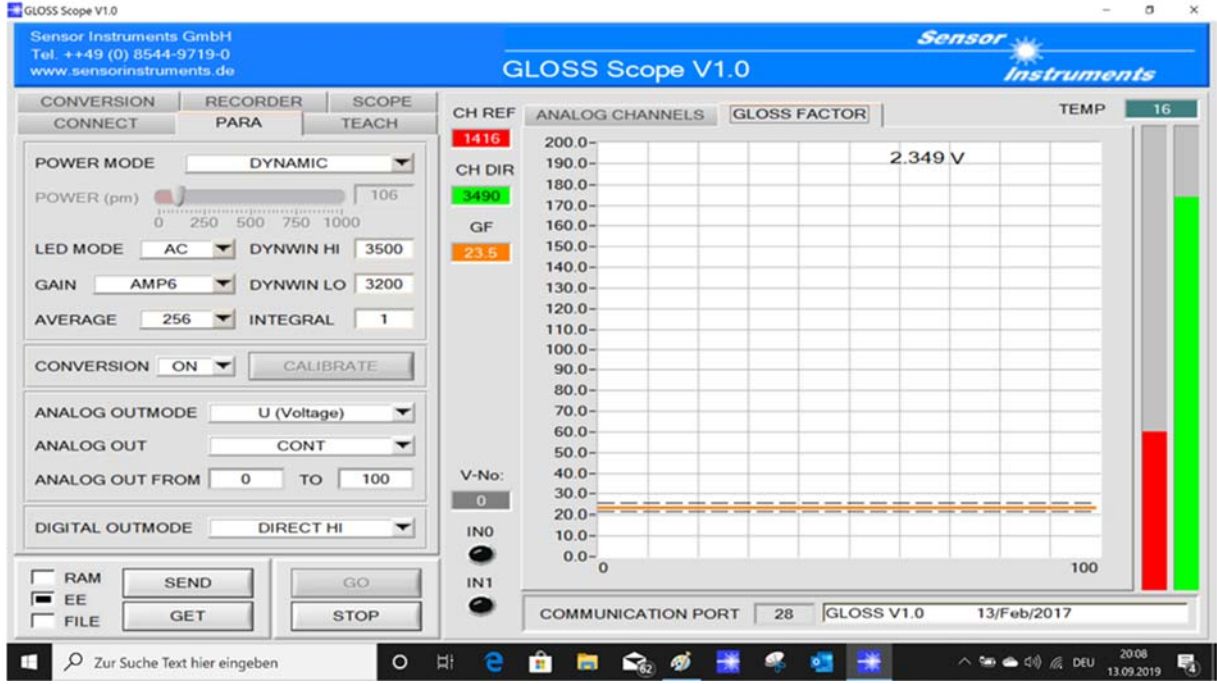 GLOSS Scope V1.0
Sensor Instruments GmbH
Tel. ++49 (0) 8544-9719-0
www.sensorinstruments.de
GLOSS Scope V1.0
Sensor
Instruments
CONVERSION RECORDER SCOPE
CONNECT PARA TEACH
POWER MODE DYNAMIC
POWER (pm) 106
0 250 500 750 1000
LED MODE AC DYNWIN HI 3500
GAIN AMP6 DYNWIN LO 3200
AVERAGE 256 INTEGRAL 1
CONVERSION ON CALIBRATE
ANALOG OUTMODE U (Voltage)
ANALOG OUT CONT
ANALOG OUT FROM 0 TO 100
DIGITAL OUTMODE DIRECT HI
RAM
EE
FILE
SEND
GET
GO
STOP
CH REF
1416
CH DIR
3490
GF
23.5
V-No:
0
IN0
IN1
ANALOG CHANNELS GLOSS FACTOR
TEMP 16
2.349 V
200.0
190.0
180.0
170.0
160.0
150.0
140.0
130.0
120.0
110.0
100.0
90.0
80.0
70.0
60.0
50.0
40.0
30.0
20.0
10.0
0.0
0 100
COMMUNICATION PORT 28 GLOSS V1.0 13/Feb/2017
Zur Suche Text hier eingeben
62
DEU
20:08
13.09.2019
4